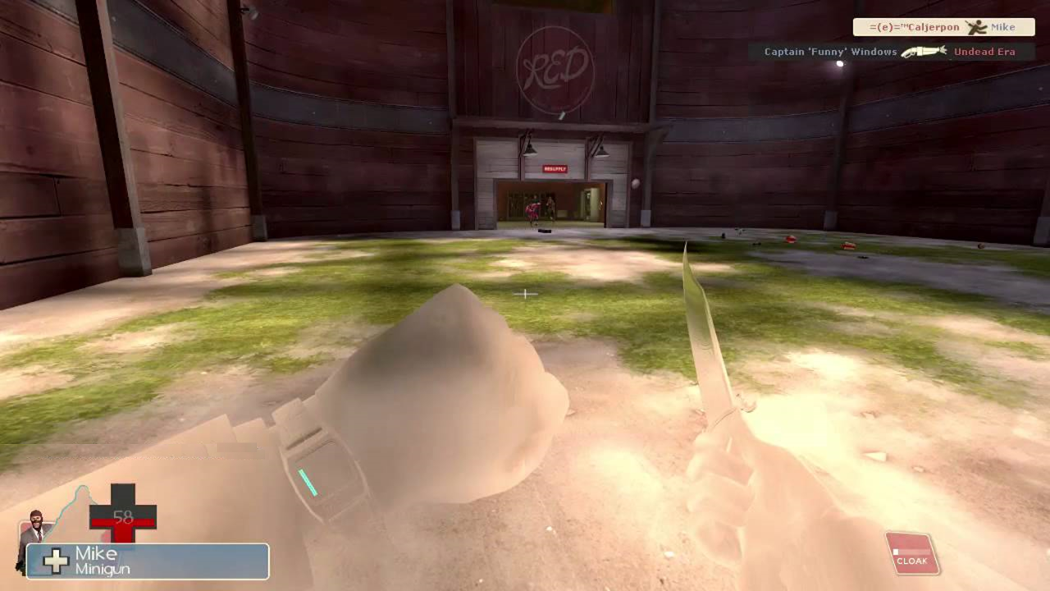 =(e)=™Caljerpon Mike
Captain 'Funny' Windows Undead Era
RED
RESUPPLY
58
Mike
Minigun
CLOAK